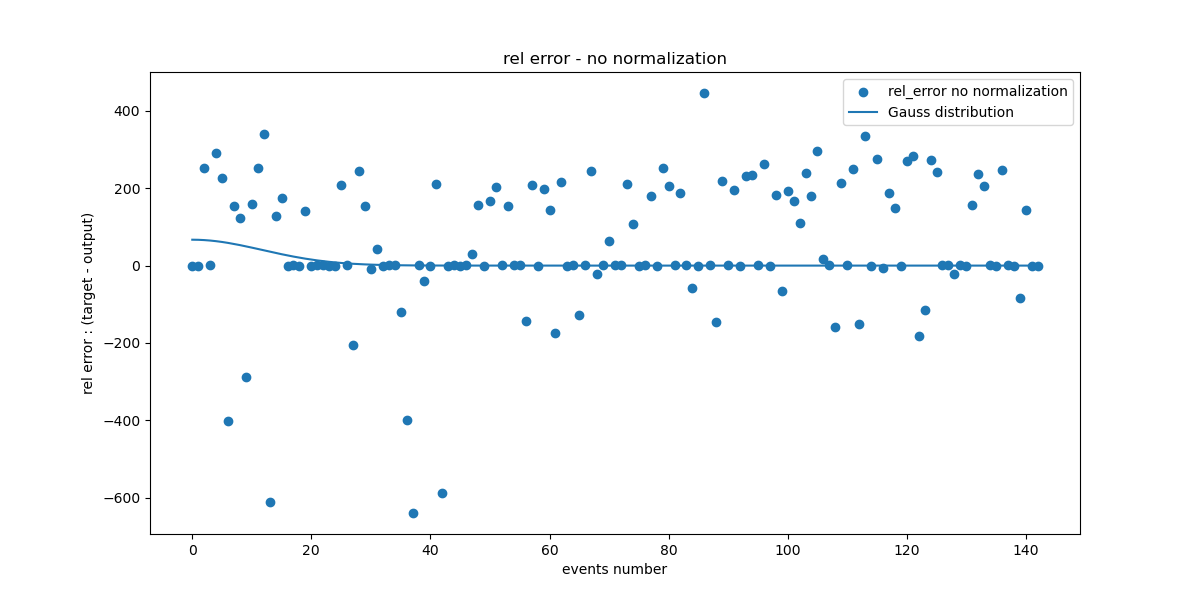 rel error - no normalization
rel_error no normalization
Gauss distribution
400
200
0
−200
−400
−600
rel error : (target - output)
0 20 40 60 80 100 120 140
events number